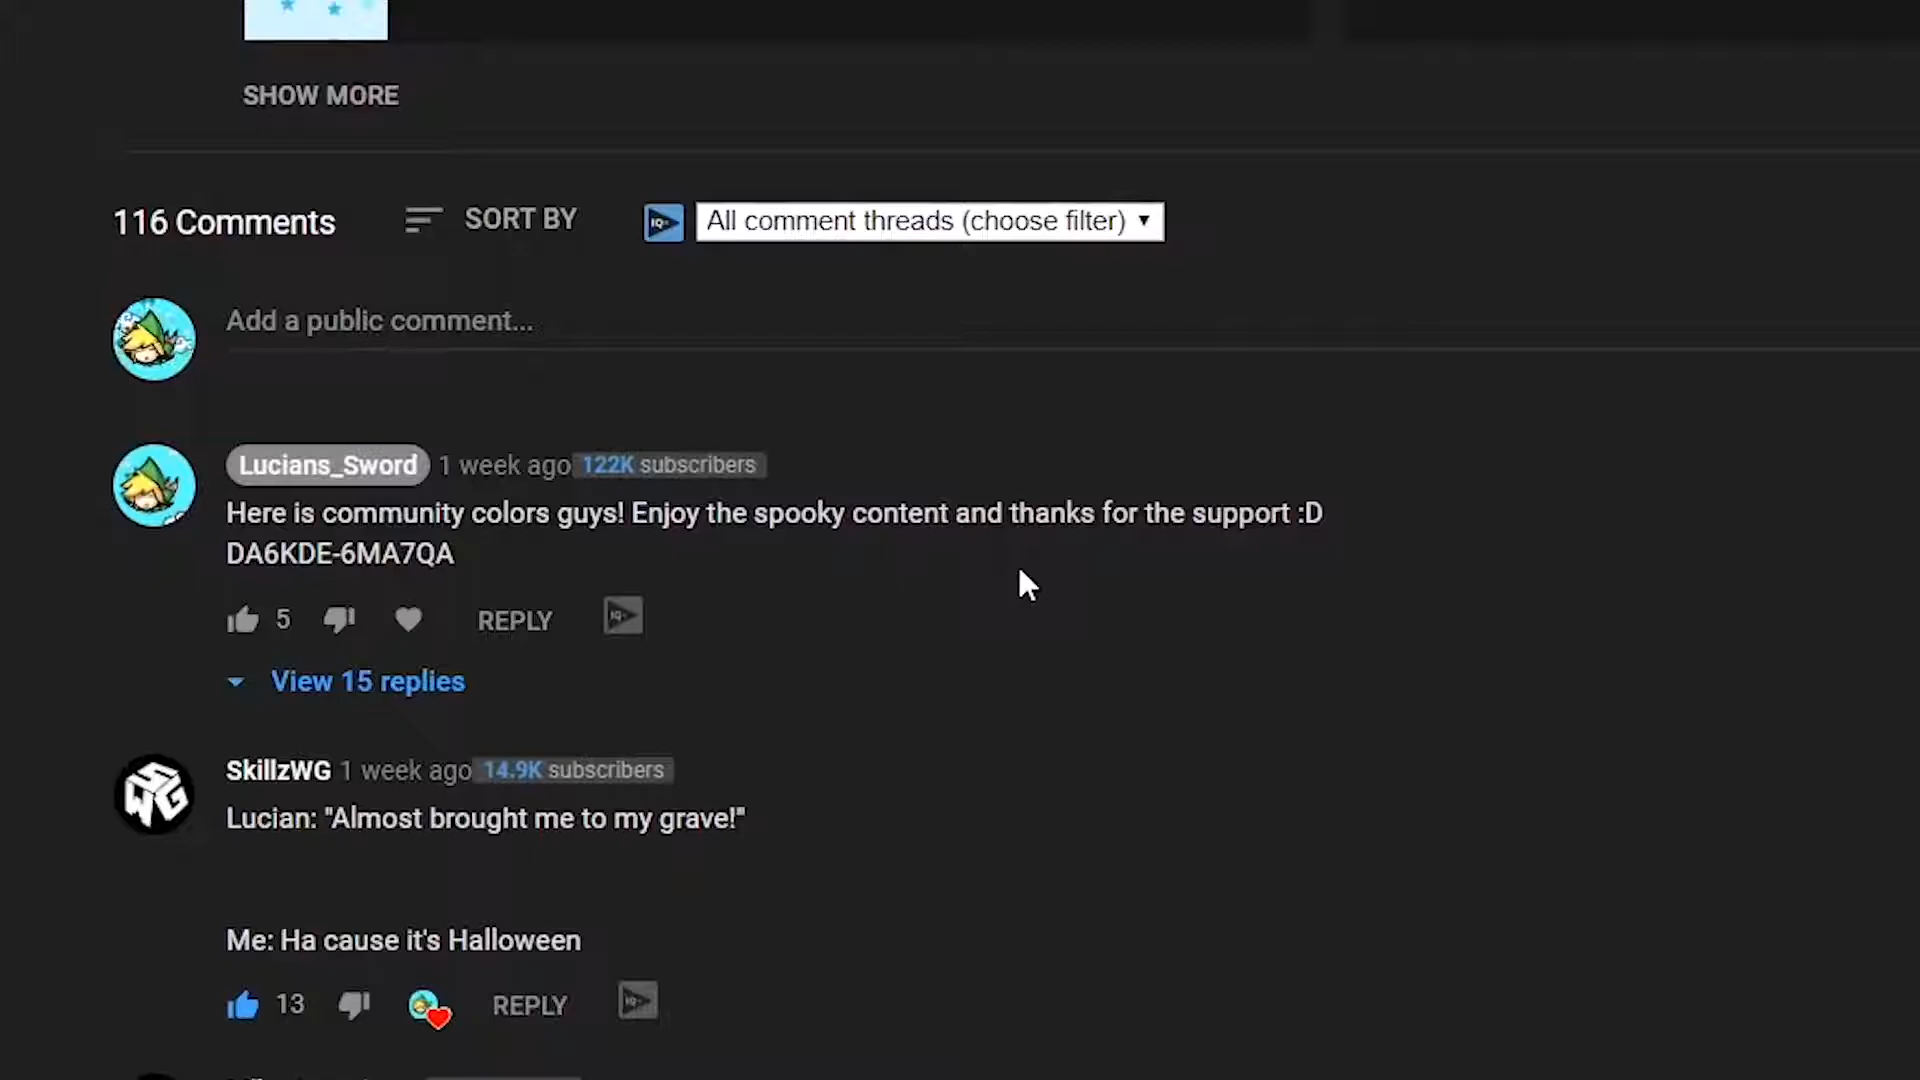 SHOW MORE
116 Comments SORT BY All comment threads (choose filter)
Add a public comment...
Lucians_Sword 1 week ago 122K subscribers
Here is community colors guys! Enjoy the spooky content and thanks for the support :D
DA6KDE-6MA7QA
5 REPLY
View 15 replies
SkillzWG 1 week ago 14.9K subscribers
Lucian: "Almost brought me to my grave!"
Me: Ha cause it's Halloween
13 REPLY